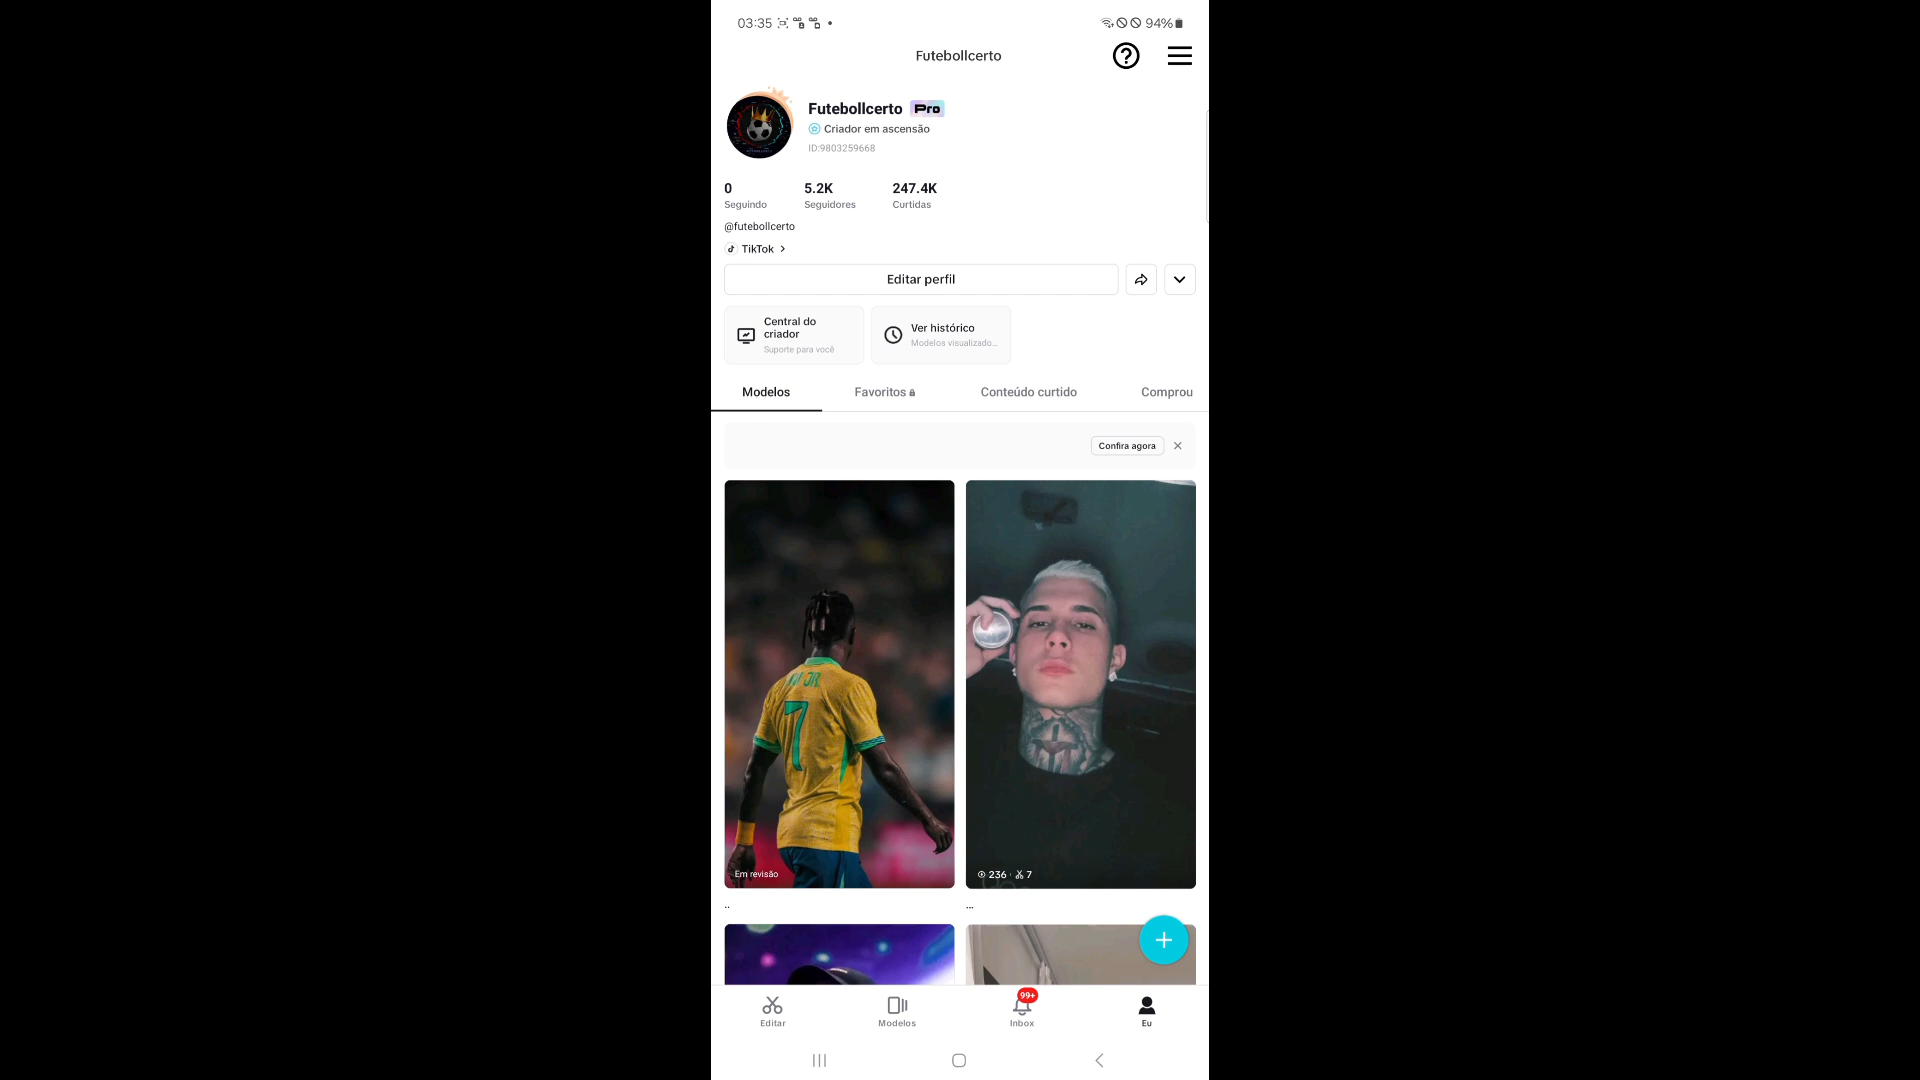 03:35
94%
Futebollcerto
Futebollcerto Pro
Criador em ascensão
ID:9803259668
0 5.2K 247.4K
Seguindo Seguidores Curtidas
@futebollcerto
TikTok
Editar perfil
Central do
criador
Suporte para você
Ver histórico
Modelos visualizado...
Modelos Favoritos Conteúdo curtido Comprou
Confira agora
7
Em revisão
236 · 7
..
...
99+
Editar Modelos Inbox Eu